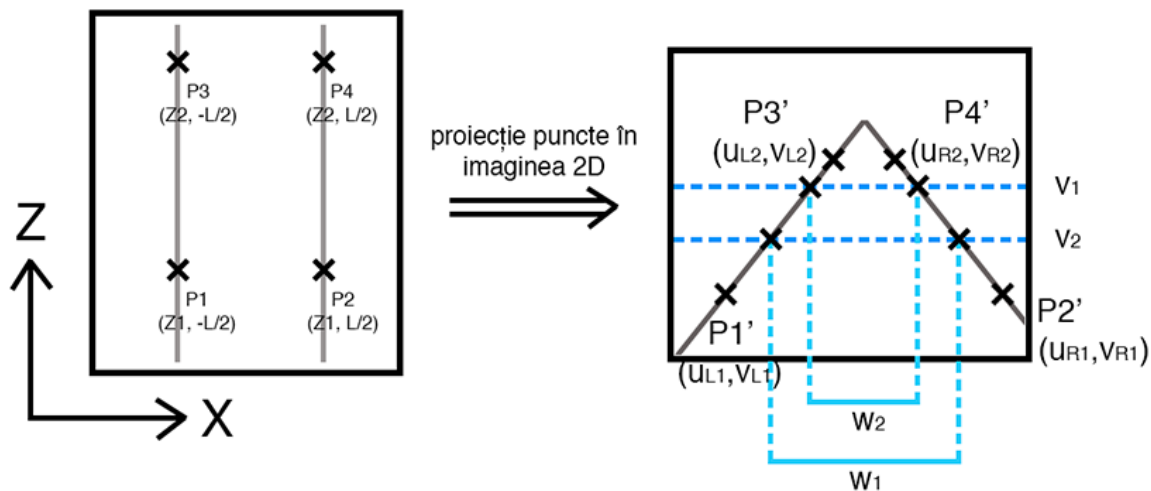 P3
(Z2, -L/2)
P4
(Z2, L/2)
P1
(Z1, -L/2)
P2
(Z1, L/2)
Z
X
proiecție puncte în
imaginea 2D
P3'
(uL2,vL2)
P4'
(uR2,vR2)
v1
v2
P1'
(uL1,vL1)
P2'
(uR1,vR1)
w2
w1